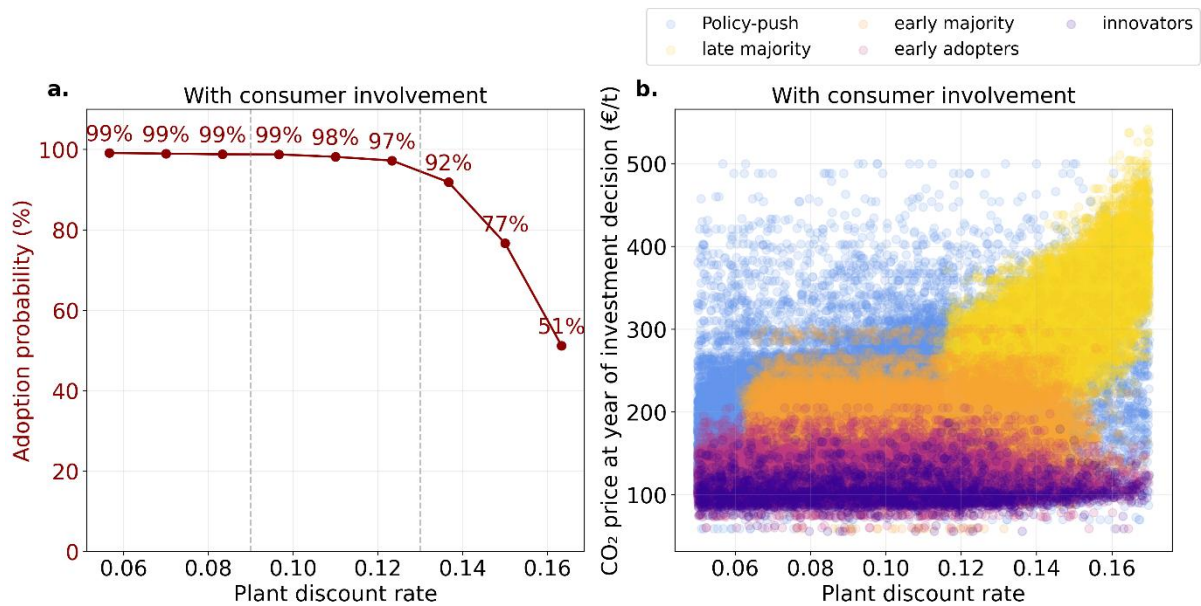 Policy-push
early majority
innovators
late majority
early adopters
a.
With consumer involvement
99%
99%
99%
99%
98%
97%
92%
77%
51%
Adoption probability (%)
100
80
60
40
20
0
0.06
0.08
0.10
0.12
0.14
0.16
Plant discount rate
b.
With consumer involvement
CO₂ price at year of investment decision (€/t)
500
400
300
200
100
0.06
0.08
0.10
0.12
0.14
0.16
Plant discount rate